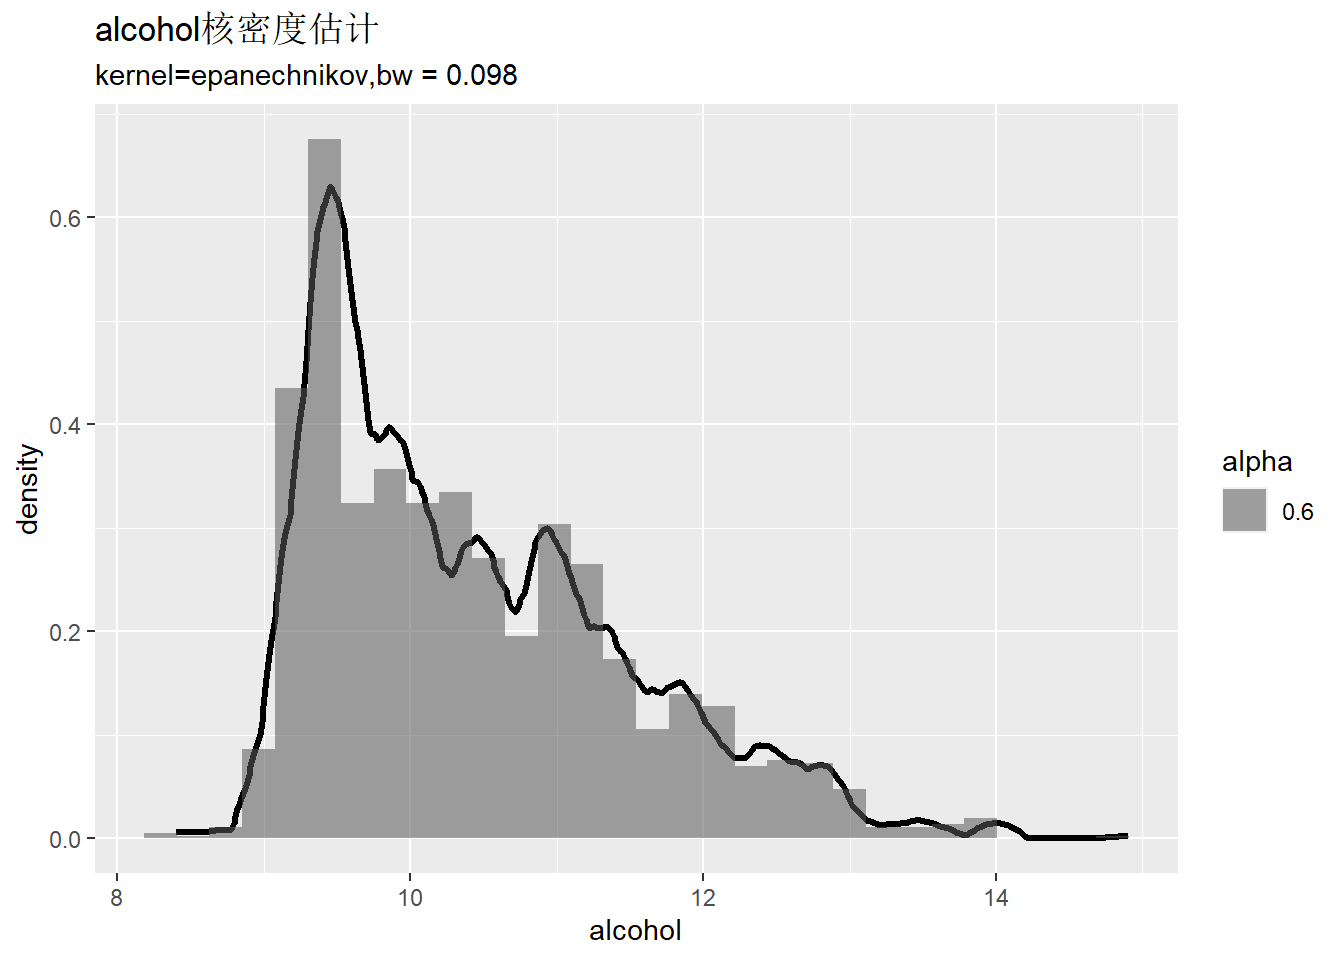 alcohol核密度估计
kernel=epanechnikov,bw = 0.098
density
0.6
0.4
0.2
0.0
8
10
12
14
alcohol
alpha
0.6